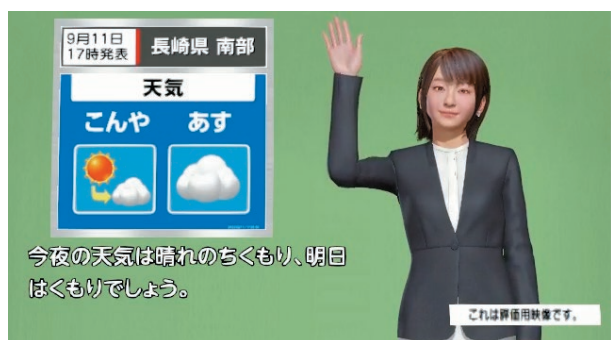 9月11日
17時発表
長崎県 南部
天気
こんや あす
今夜の天気は晴れのちくもり、明日
はくもりでしょう。
これは評価用映像です。